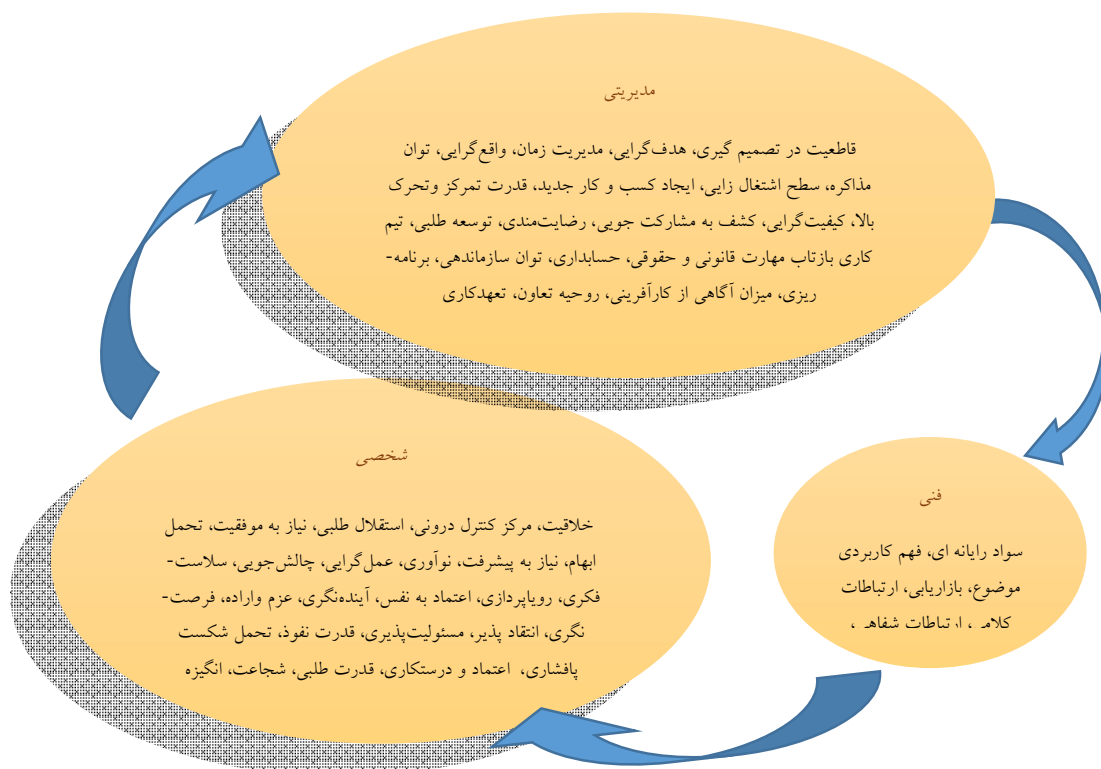 مدیریتی
قاطعیت در تصمیم گیری، هدف‌گرایی، مدیریت زمان، واقع‌گرایی، توان
مذاکره، سطح اشتغال زایی، ایجاد کسب و کار جدید، قدرت تمرکز وتحرک
بالا، کیفیت‌گرایی، کشف به مشارکت جویی، رضایت‌مندی، توسعه طلبی، تیم
کاری بازتاب مهارت قانونی و حقوقی، حسابداری، توان سازماندهی، برنامه-
ریزی، میزان آگاهی از کارآفرینی، روحیه تعاون، تعهدکاری
شخصی
خلاقیت، مرکز کنترل درونی، استقلال طلبی، نیاز به موفقیت، تحمل
ابهام، نیاز به پیشرفت، نوآوری، عمل‌گرایی، چالش‌جویی، سلاست-
فکری، رویاپردازی، اعتماد به نفس، آینده‌نگری، عزم واراده، فرصت-
نگری، انتقاد پذیر، مسئولیت‌پذیری، قدرت نفوذ، تحمل شکست
پافشاری، اعتماد و درستکاری، قدرت طلبی، شجاعت، انگیزه
فنی
سواد رایانه ای، فهم کاربردی
موضوع، بازاریابی، ارتباطات
کلامی، ارتباطات شفاهی،